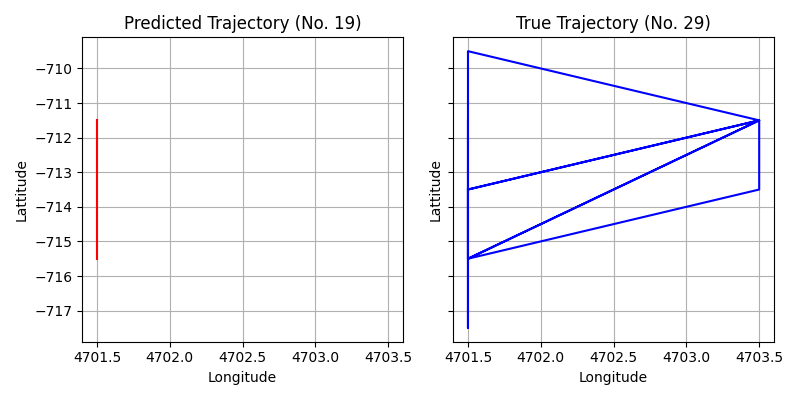 Predicted Trajectory (No. 19)
True Trajectory (No. 29)
−710
−711
−712
−713
−714
−715
−716
−717
Lattitude
Lattitude
4701.5 4702.0 4702.5 4703.0 4703.5
4701.5 4702.0 4702.5 4703.0 4703.5
Longitude
Longitude